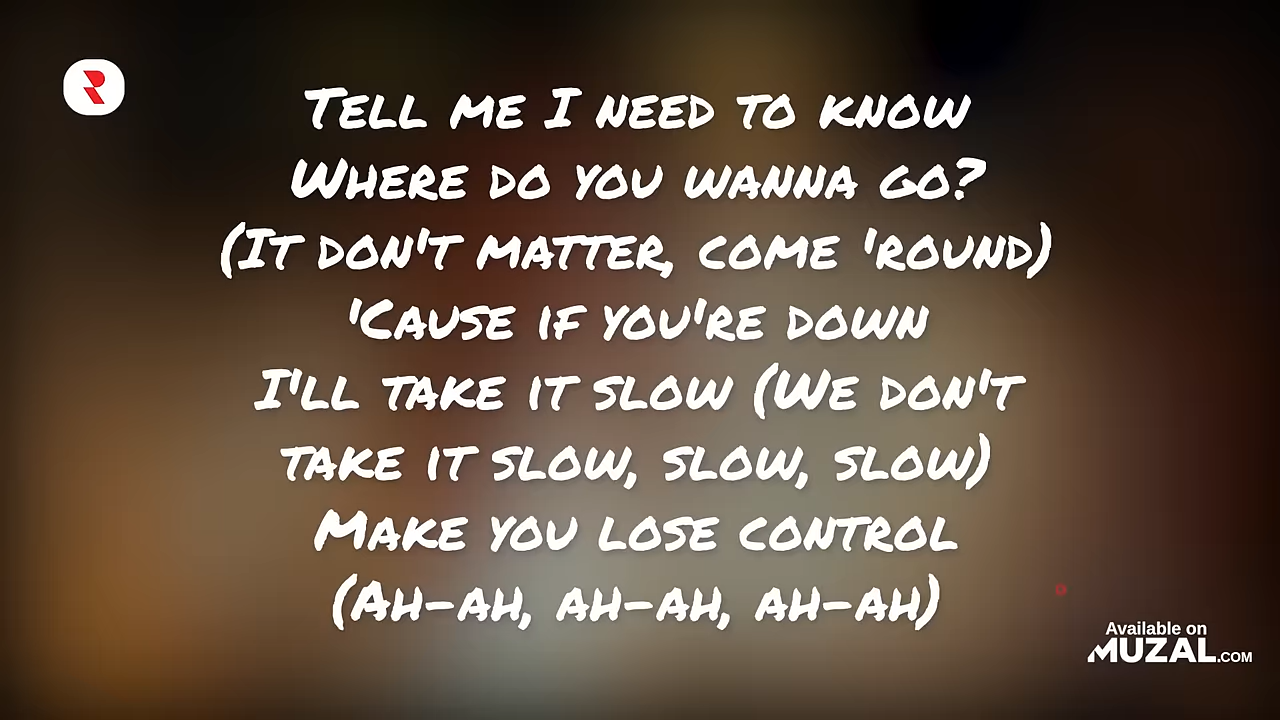 Tell me I need to know
Where do you wanna go?
(It don't matter, come 'round)
'Cause if you're down
I'll take it slow (We don't
take it slow, slow, slow)
Make you lose control
(Ah-ah, ah-ah, ah-ah)
Available on
MUZAL.COM